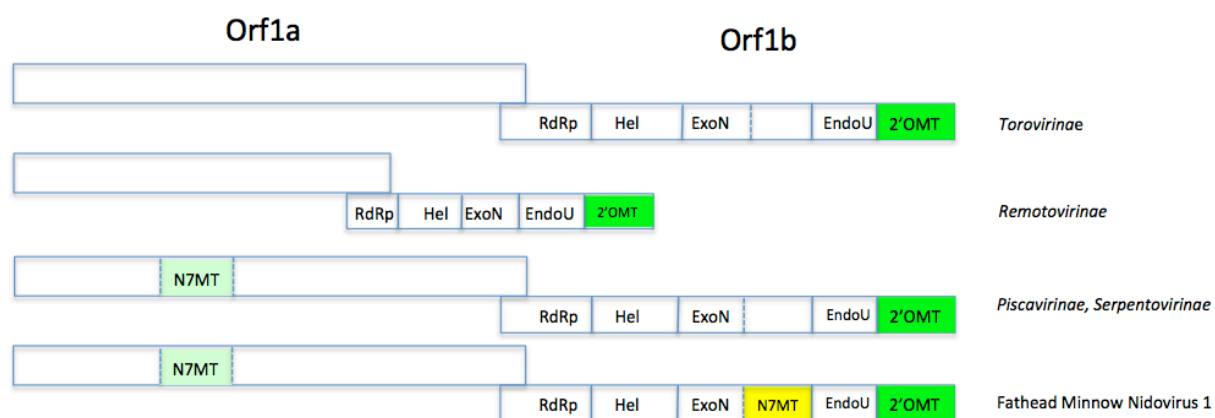 Orf1a
Orf1b
RdRp Hel ExoN EndoU 2'OMT
Torovirinae
RdRp Hel ExoN EndoU 2'OMT
Remotovirinae
N7MT
RdRp Hel ExoN EndoU 2'OMT
Piscavirinae, Serpentovirinae
N7MT
RdRp Hel ExoN N7MT EndoU 2'OMT
Fathead Minnow Nidovirus 1